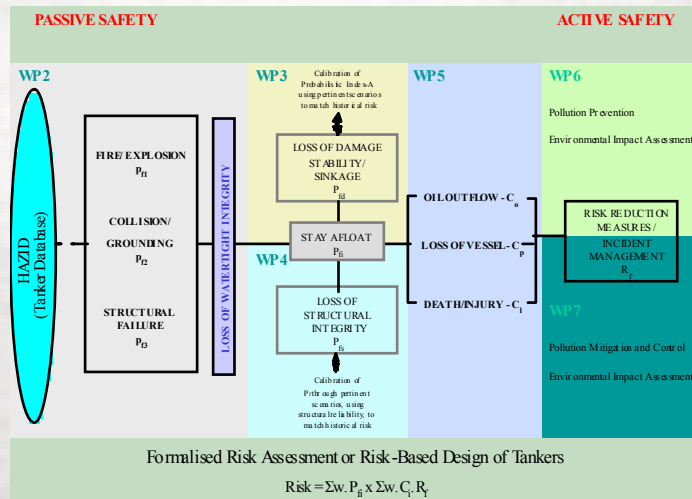 PASSIVE SAFETY
ACTIVE SAFETY
WP2
HAZID
(Tanker Database)
FIRE/EXPLOSION
Pf1
COLLISION/
GROUNDING
Pf2
STRUCTURAL
FAILURE
Pf3
LOSS OF WATERTIGHT INTEGRITY
WP3
Calibration of
Probabilistic Index-A
using pertinent scenarios
to match historical risk
LOSS OF DAMAGE
STABILITY/
SINKAGE
Pfd
STAY AFLOAT
Pfi
WP4
LOSS OF
STRUCTURAL
INTEGRITY
Pfs
Calibration of
Prthrough pertinent
scenarios, using
structural reliability, to
match historical risk
WP5
OIL OUTFLOW - Co
LOSS OF VESSEL - Cp
DEATH/INJURY - Cl
WP6
Pollution Prevention
Environmental Impact Assessment
RISK REDUCTION
MEASURES /
INCIDENT
MANAGEMENT
Rf
WP7
Pollution Mitigation and Control
Environmental Impact Assessment
Formalised Risk Assessment or Risk-Based Design of Tankers
Risk = Σw. Pfi x Σw. Ci. Rf